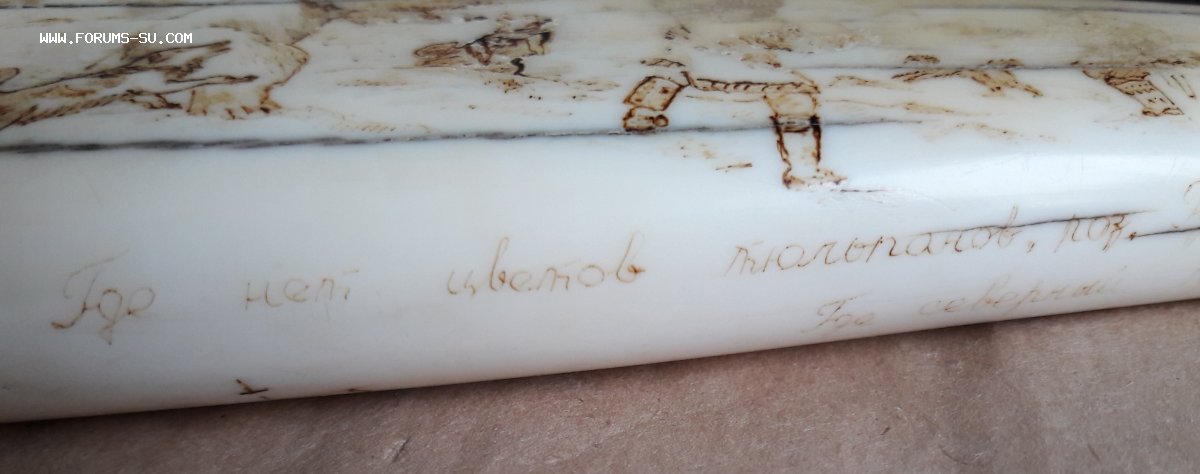 WWW.FORUMS-SU.COM
Где нет цветов тюльпанов, роз,
Где северный